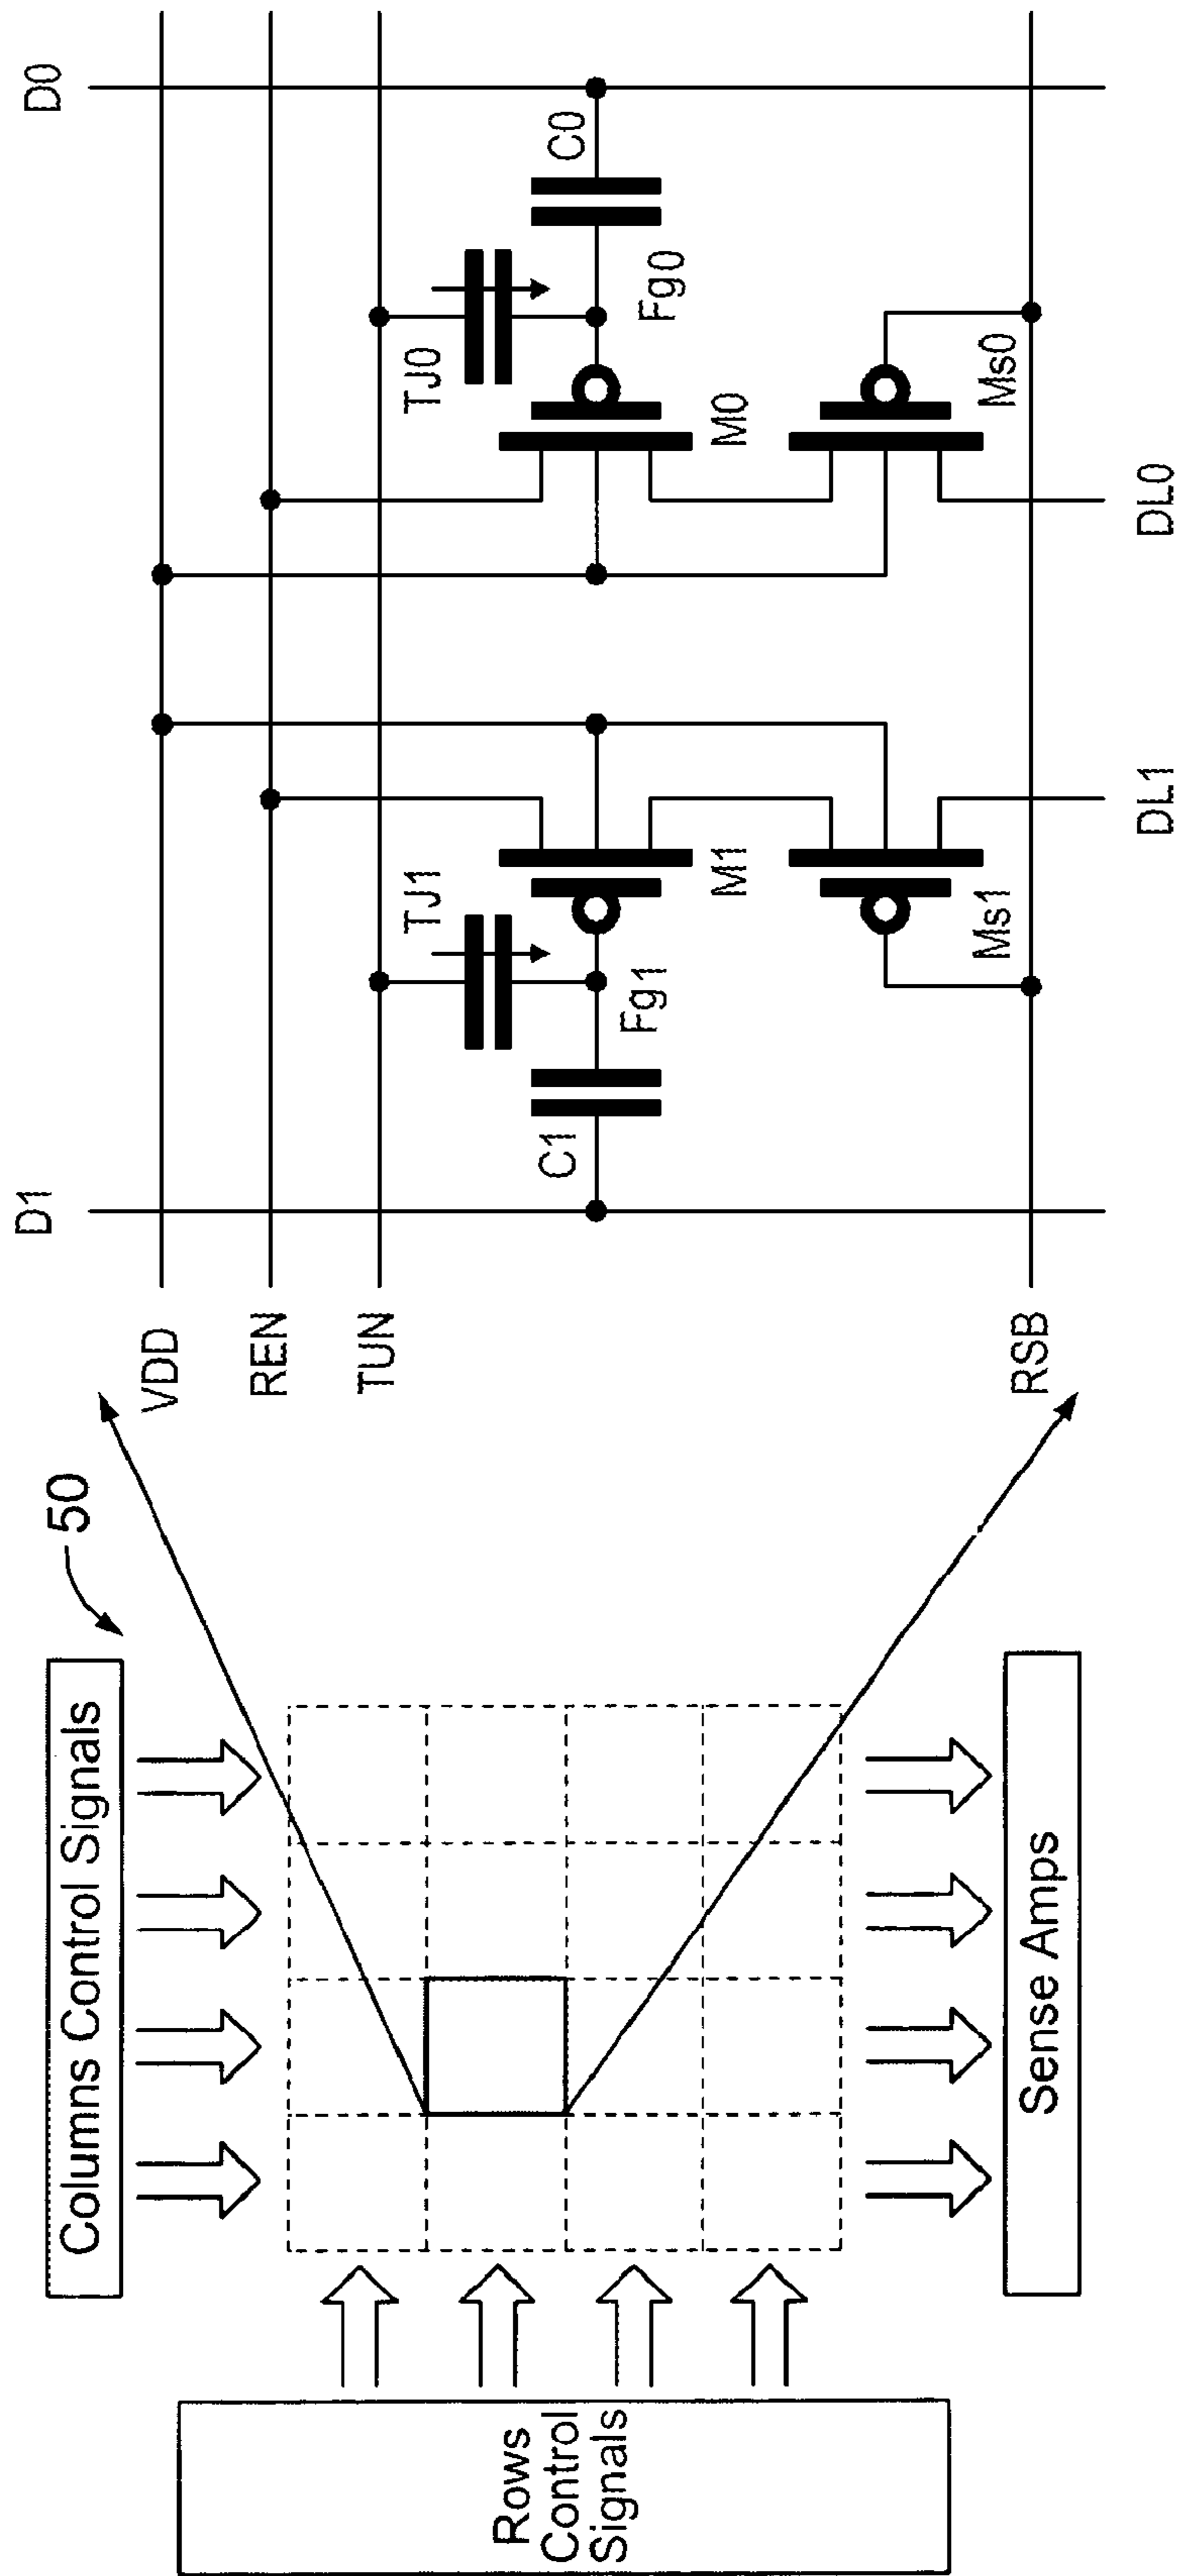 Columns Control Signals
50
Rows
Control
Signals
Sense Amps
D1
D0
VDD
REN
TUN
RSB
TJ1
TJ0
C1
C0
Fg1
Fg0
M1
M0
Ms1
Ms0
DL1
DL0